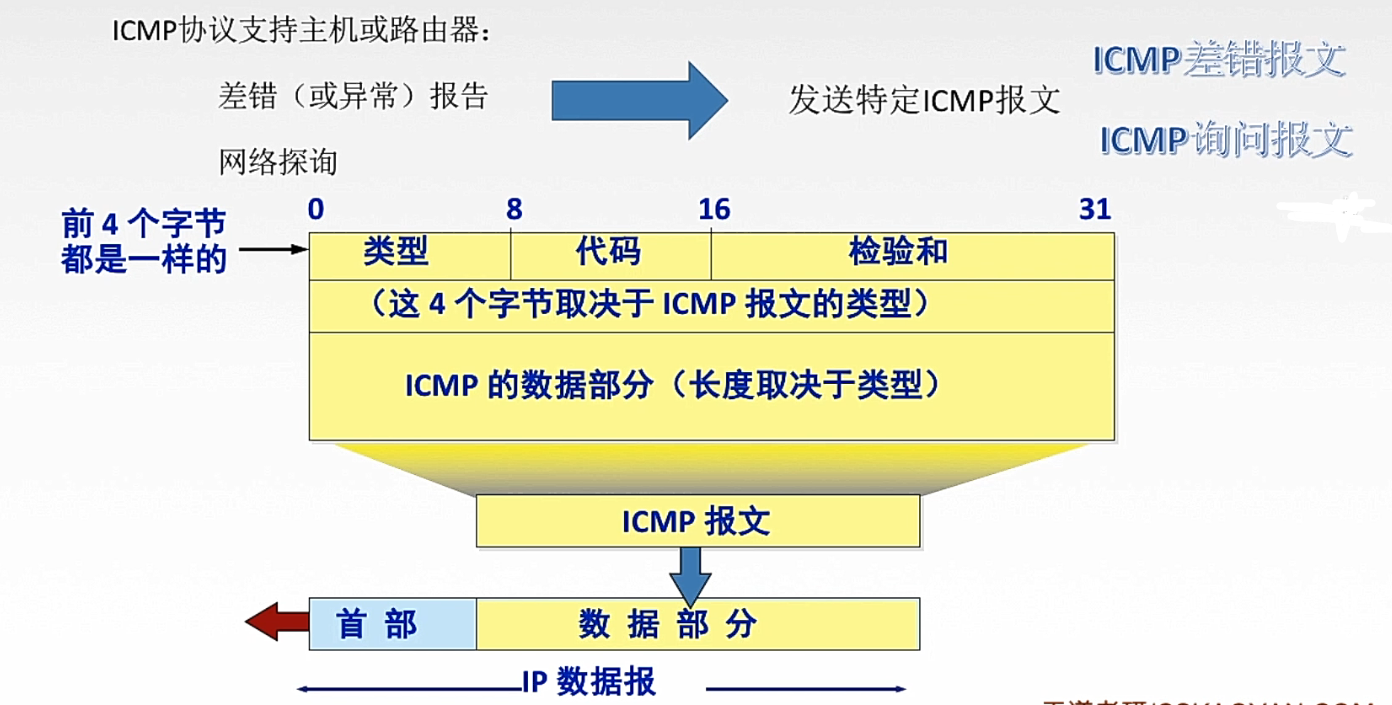 ICMP协议支持主机或路由器：
差错（或异常）报告
发送特定ICMP报文
网络探询
ICMP差错报文
ICMP询问报文
0 8 16 31
前 4 个字节
都是一样的
类型 代码 检验和
（这 4 个字节取决于 ICMP 报文的类型）
ICMP 的数据部分（长度取决于类型）
ICMP 报文
首 部 数 据 部 分
IP 数据报